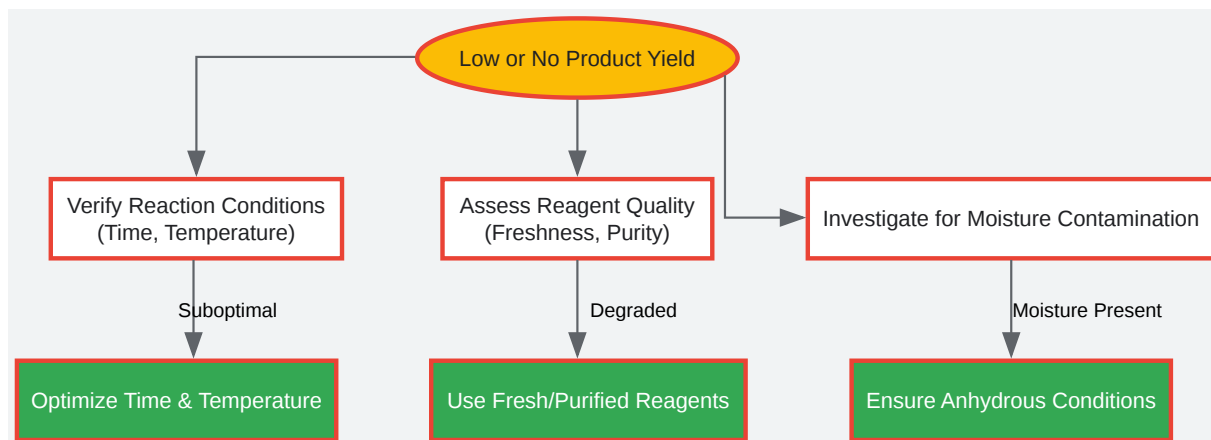 Low or No Product Yield
Verify Reaction Conditions
(Time, Temperature)
Assess Reagent Quality
(Freshness, Purity)
Investigate for Moisture Contamination
Suboptimal
Degraded
Moisture Present
Optimize Time & Temperature
Use Fresh/Purified Reagents
Ensure Anhydrous Conditions